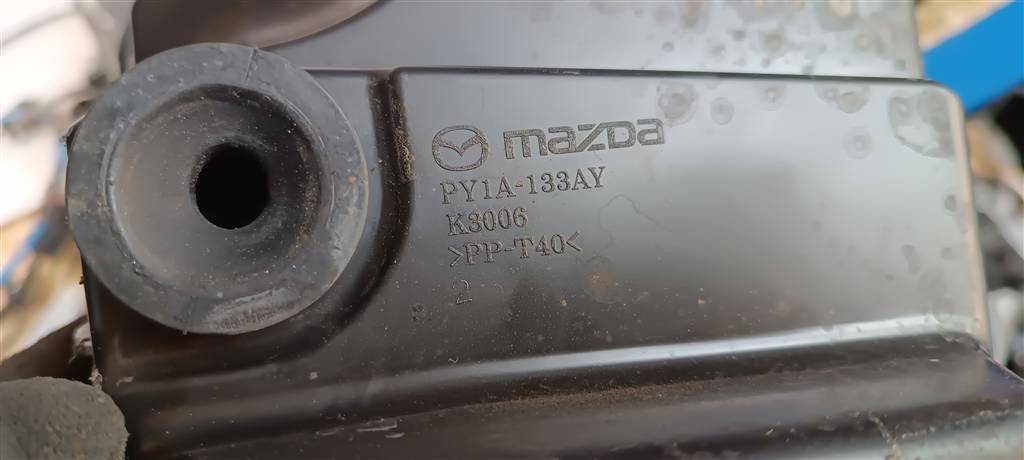 mazda
PY1A-133AY
K3006
>PP-T40<
2